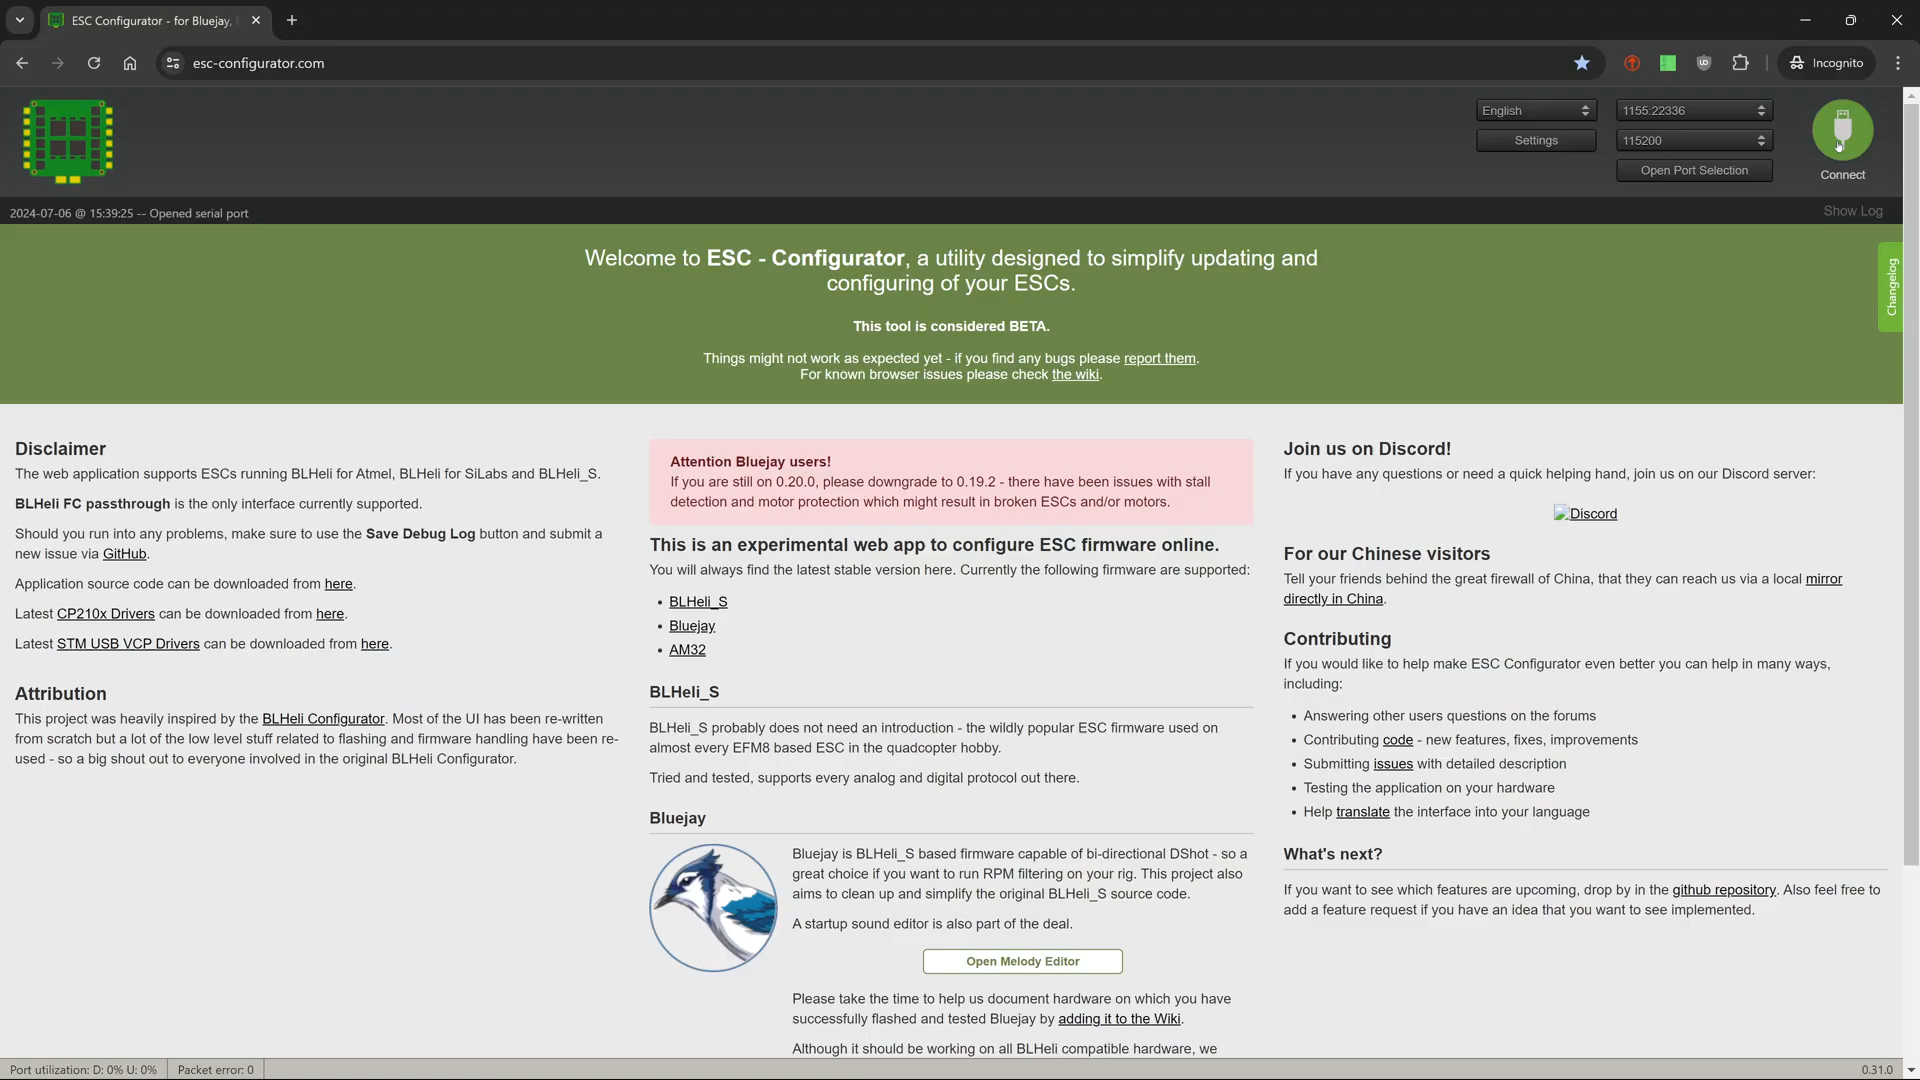 ESC Configurator - for Bluejay,
esc-configurator.com
Incognito
English
1155:22336
Settings
115200
Open Port Selection
Connect
2024-07-06 @ 15:39:25 -- Opened serial port
Show Log
Welcome to ESC - Configurator, a utility designed to simplify updating and
configuring of your ESCs.
This tool is considered BETA.
Things might not work as expected yet - if you find any bugs please report them.
For known browser issues please check the wiki.
Changelog
Disclaimer
The web application supports ESCs running BLHeli for Atmel, BLHeli for SiLabs and BLHeli_S.
BLHeli FC passthrough is the only interface currently supported.
Should you run into any problems, make sure to use the Save Debug Log button and submit a
new issue via GitHub.
Application source code can be downloaded from here.
Latest CP210x Drivers can be downloaded from here.
Latest STM USB VCP Drivers can be downloaded from here.
Attribution
This project was heavily inspired by the BLHeli Configurator. Most of the UI has been re-written
from scratch but a lot of the low level stuff related to flashing and firmware handling have been re-
used - so a big shout out to everyone involved in the original BLHeli Configurator.
Attention Bluejay users!
If you are still on 0.20.0, please downgrade to 0.19.2 - there have been issues with stall
detection and motor protection which might result in broken ESCs and/or motors.
This is an experimental web app to configure ESC firmware online.
You will always find the latest stable version here. Currently the following firmware are supported:
• BLHeli_S
• Bluejay
• AM32
BLHeli_S
BLHeli_S probably does not need an introduction - the wildly popular ESC firmware used on
almost every EFM8 based ESC in the quadcopter hobby.
Tried and tested, supports every analog and digital protocol out there.
Bluejay
Bluejay is BLHeli_S based firmware capable of bi-directional DShot - so a
great choice if you want to run RPM filtering on your rig. This project also
aims to clean up and simplify the original BLHeli_S source code.
A startup sound editor is also part of the deal.
Open Melody Editor
Please take the time to help us document hardware on which you have
successfully flashed and tested Bluejay by adding it to the Wiki.
Although it should be working on all BLHeli compatible hardware, we
Join us on Discord!
If you have any questions or need a quick helping hand, join us on our Discord server:
Discord
For our Chinese visitors
Tell your friends behind the great firewall of China, that they can reach us via a local mirror
directly in China.
Contributing
If you would like to help make ESC Configurator even better you can help in many ways,
including:
• Answering other users questions on the forums
• Contributing code - new features, fixes, improvements
• Submitting issues with detailed description
• Testing the application on your hardware
• Help translate the interface into your language
What's next?
If you want to see which features are upcoming, drop by in the github repository. Also feel free to
add a feature request if you have an idea that you want to see implemented.
Port utilization: D: 0% U: 0%
Packet error: 0
0.31.0